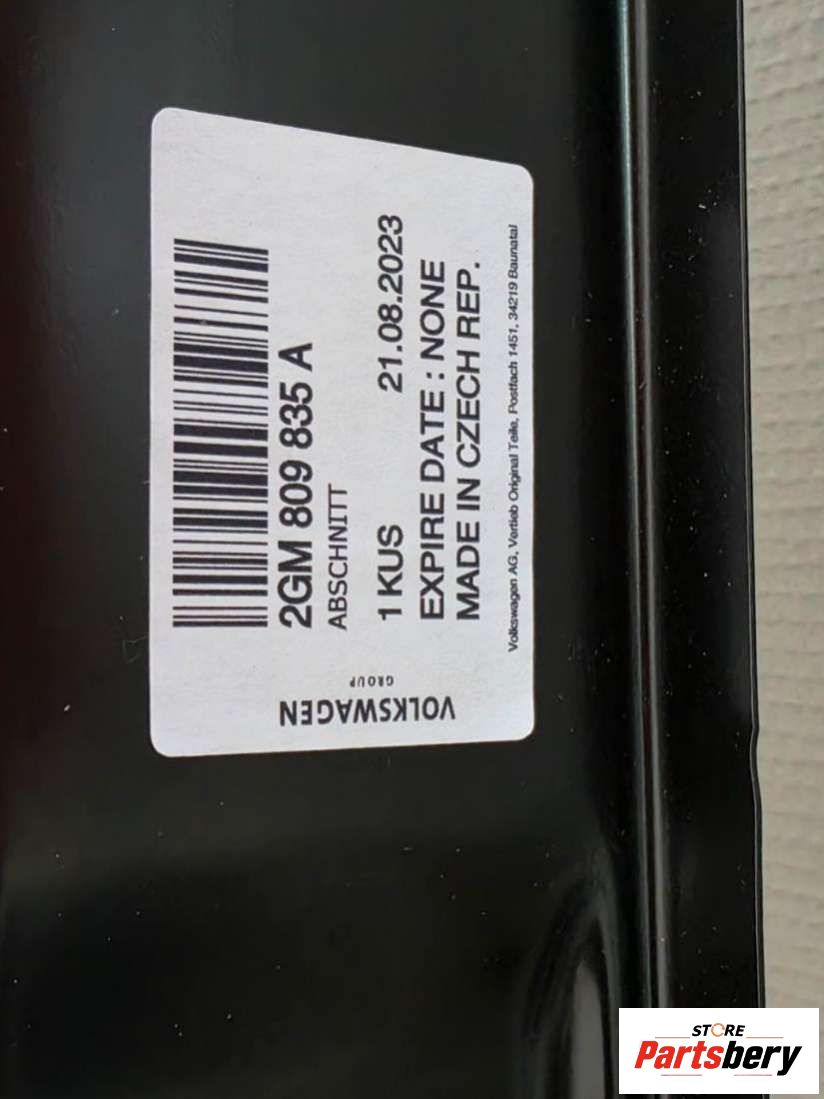 2GM 809 835 A
ABSCHNITT
1 KUS 21.08.2023
EXPIRE DATE : NONE
MADE IN CZECH REP.
Volkswagen AG, Vertieb Original Teile, Postfach 1451, 34219 Baunatal
VOLKSWAGEN
GROUP
STORE
Partsbery